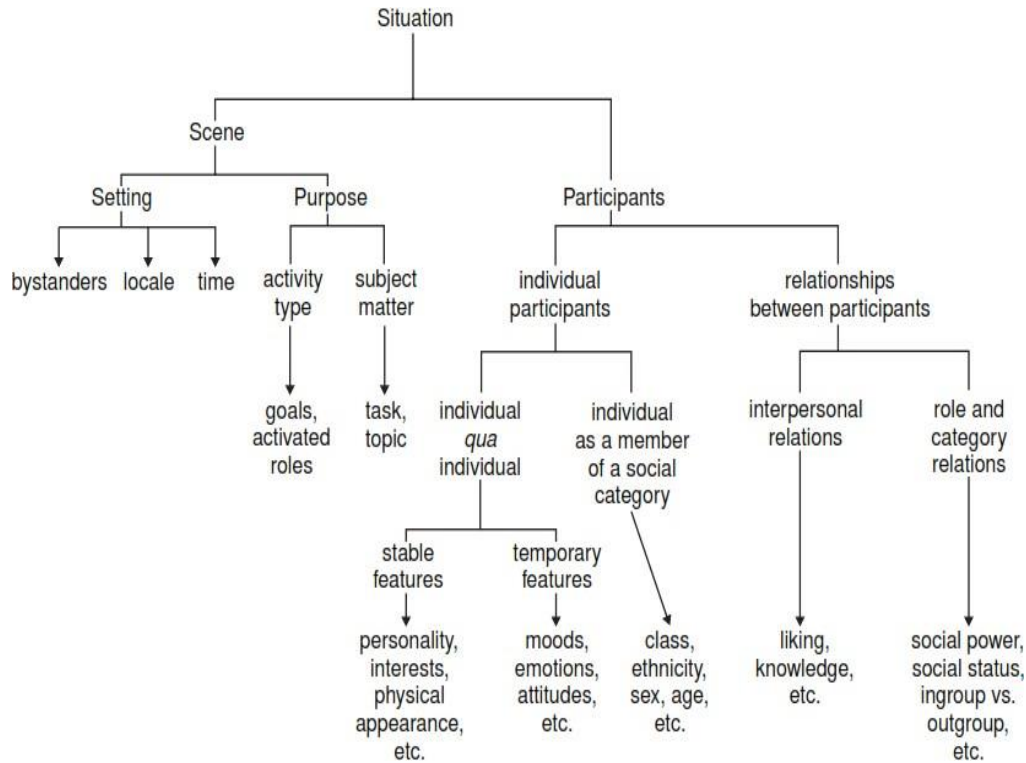 Situation
Scene
Setting
Purpose
Participants
bystanders
locale
time
activity
type
subject
matter
individual
participants
relationships
between participants
goals,
activated
roles
task,
topic
individual
qua
individual
individual
as a member
of a social
category
interpersonal
relations
role and
category
relations
stable
features
temporary
features
personality,
interests,
physical
appearance,
etc.
moods,
emotions,
attitudes,
etc.
class,
ethnicity,
sex, age,
etc.
liking,
knowledge,
etc.
social power,
social status,
ingroup vs.
outgroup,
etc.